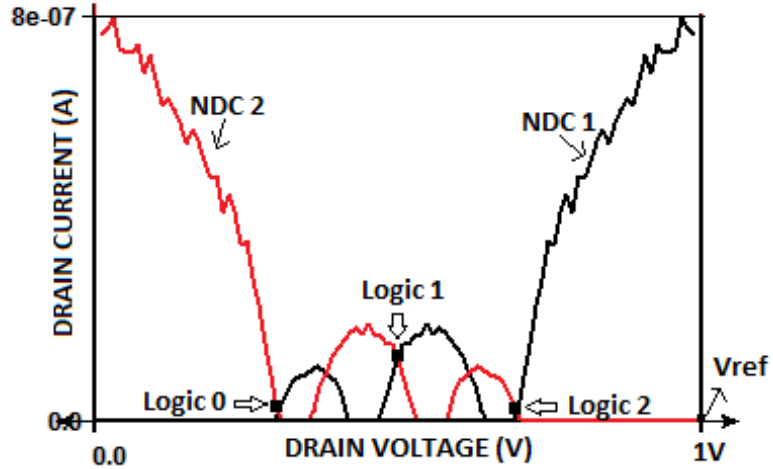 8e-07
NDC 2
NDC 1
DRAIN CURRENT (A)
Logic 1
Vref
Logic 0
Logic 2
0.0
0.0
DRAIN VOLTAGE (V)
1V